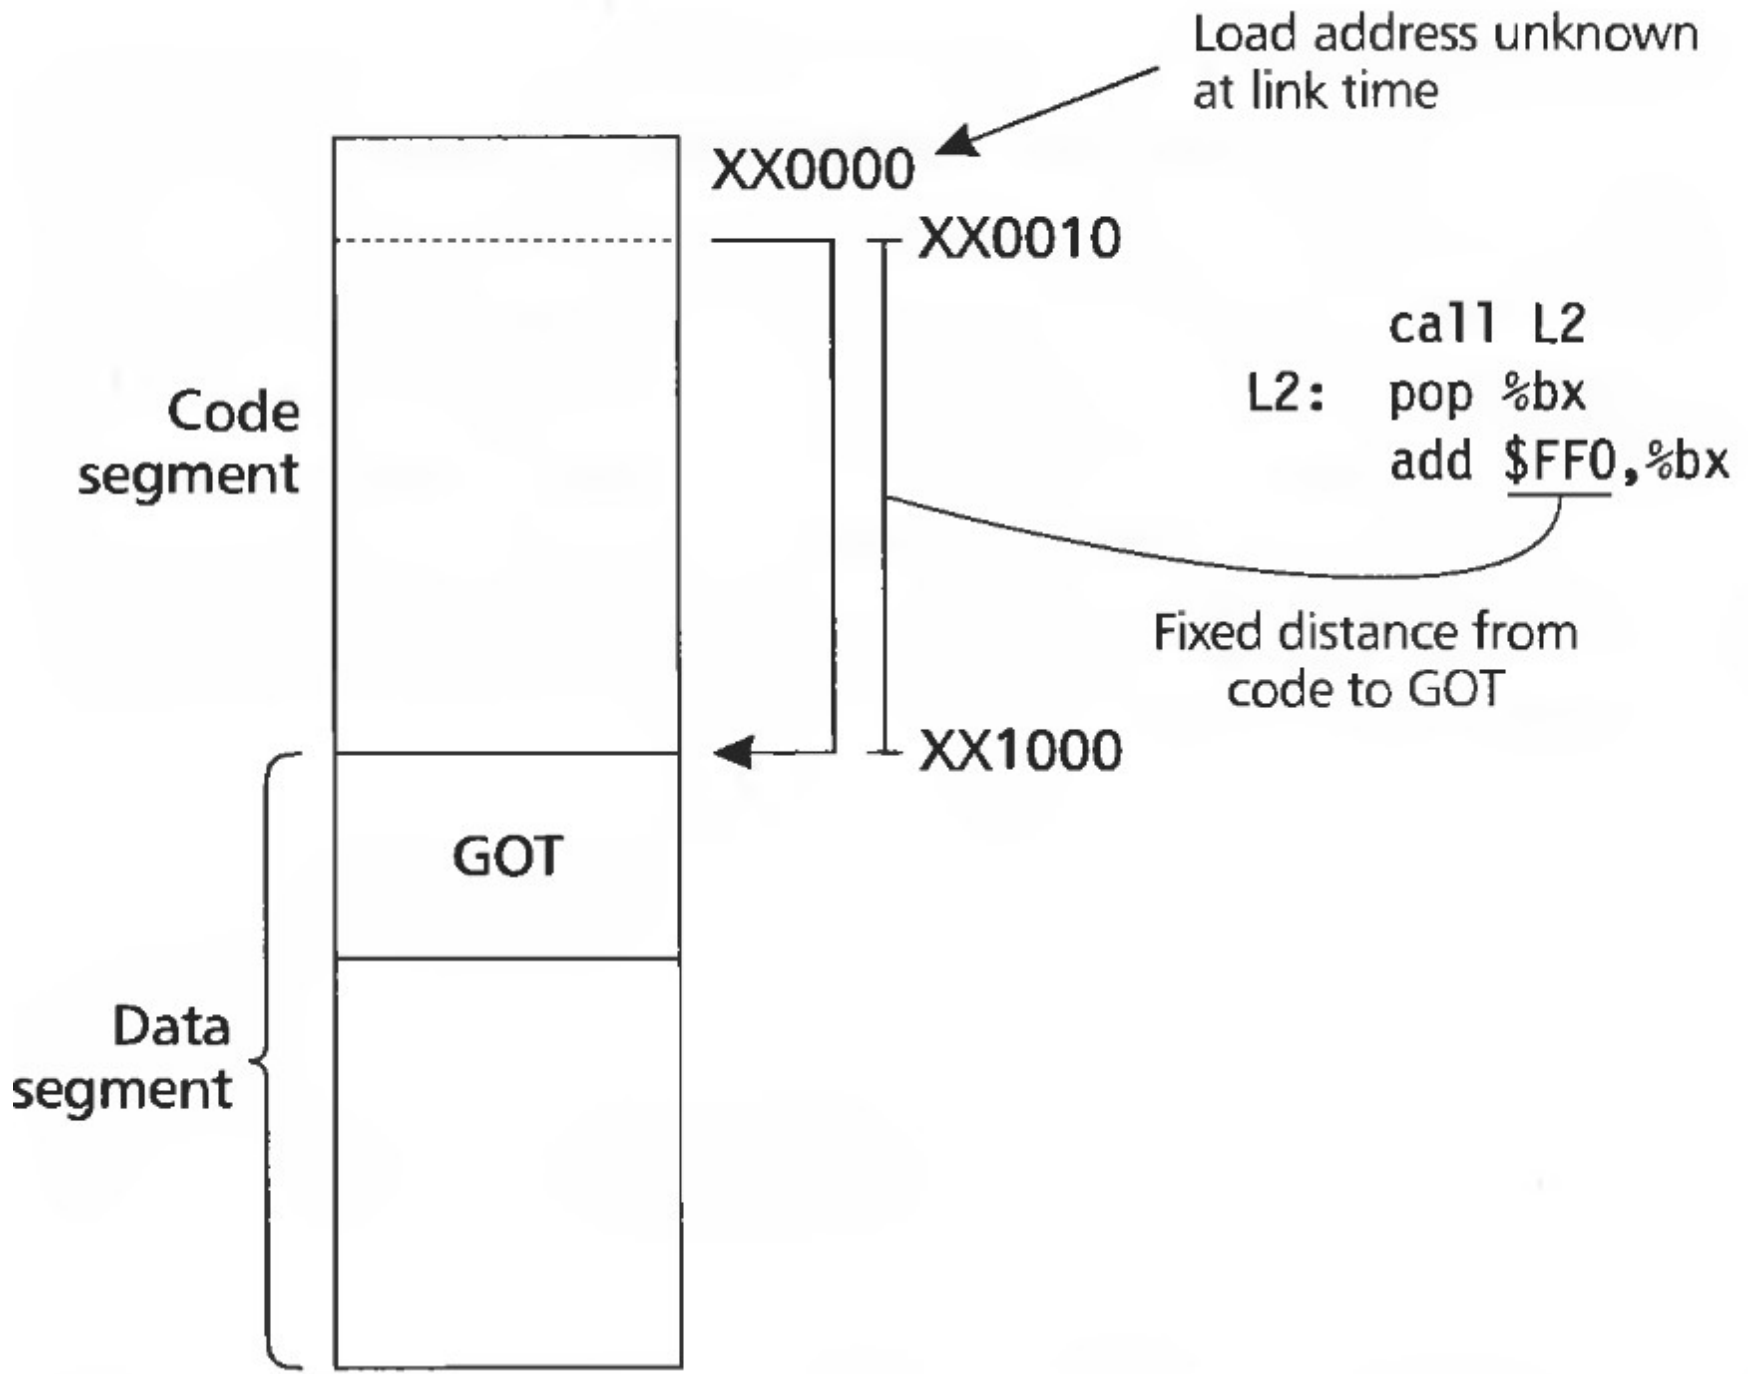 Load address unknown
at link time
XX0000
XX0010
call L2
L2: pop %bx
add $FF0,%bx
Code
segment
Fixed distance from
code to GOT
XX1000
GOT
Data
segment